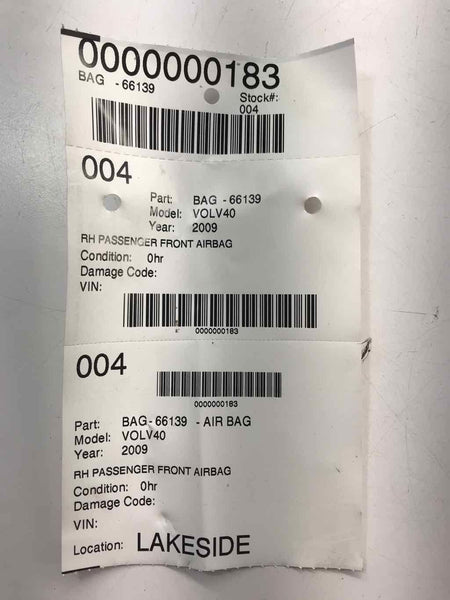 0000000183
BAG - 66139
Stock#:
004
004
Part: BAG - 66139
Model: VOLV40
Year: 2009
RH PASSENGER FRONT AIRBAG
Condition: 0hr
Damage Code:
VIN:
0000000183
004
0000000183
Part: BAG - 66139 - AIR BAG
Model: VOLV40
Year: 2009
RH PASSENGER FRONT AIRBAG
Condition: 0hr
Damage Code:
VIN:
Location: LAKESIDE